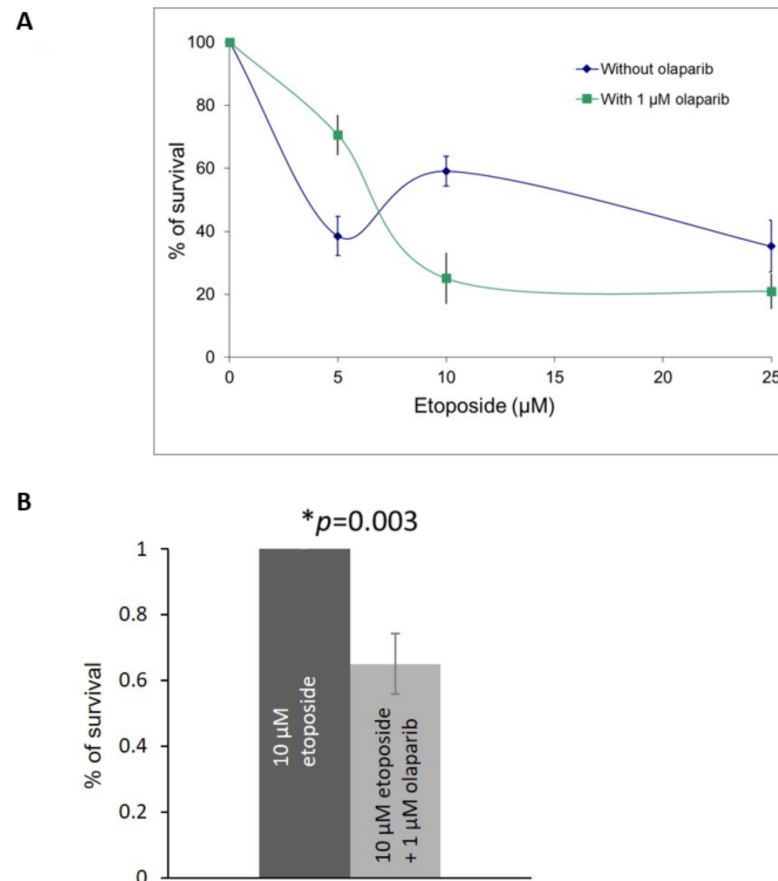 A
100
80
60
40
20
0
% of survival
Without olaparib
With 1 µM olaparib
0 5 10 15 20 25
Etoposide (µM)
B
*p=0.003
1
0.8
0.6
0.4
0.2
0
% of survival
10 µM
etoposide
10 µM etoposide
+ 1 µM olaparib